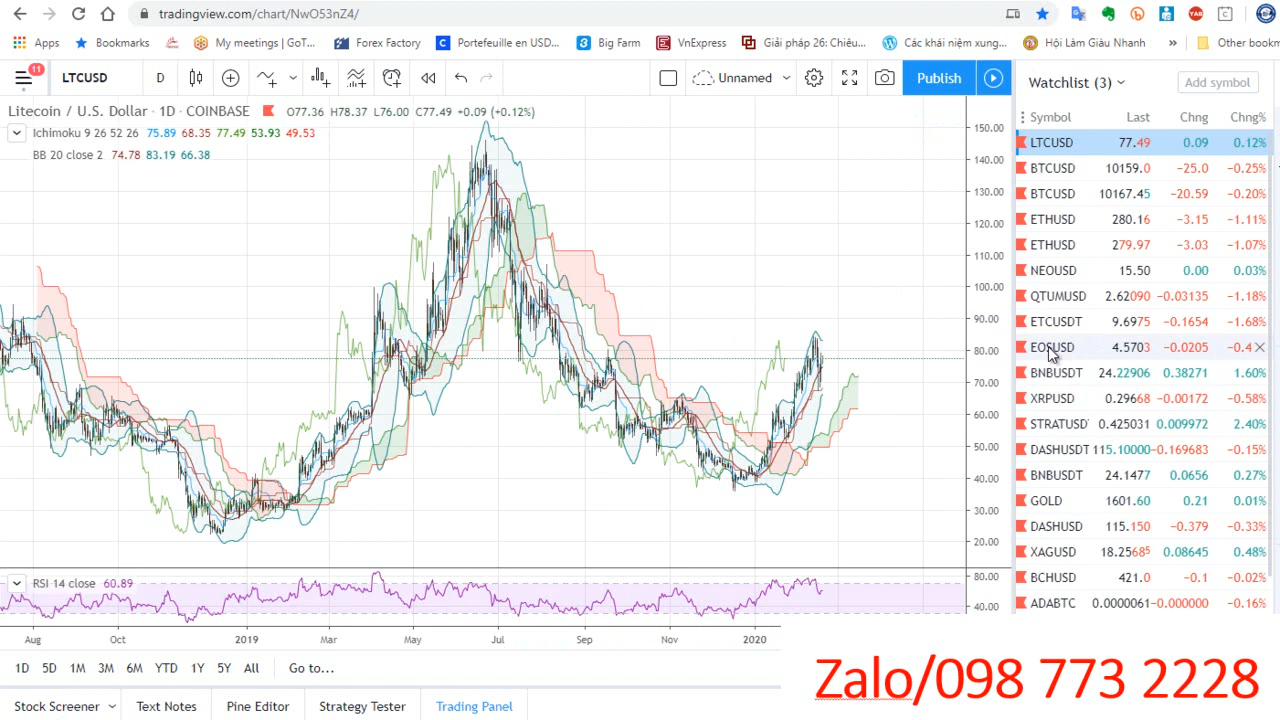 tradingview.com/chart/NwO53nZ4/
Apps Bookmarks My meetings | GoT... Forex Factory Portefeuille en USD... Big Farm VnExpress Giải pháp 26: Chiêu... Các khái niệm xung... Hội Làm Giàu Nhanh » Other bookm
11 LTCUSD D Unnamed Publish
Watchlist (3) Add symbol
Litecoin / U.S. Dollar · 1D · COINBASE O77.36 H78.37 L76.00 C77.49 +0.09 (+0.12%)
Ichimoku 9 26 52 26 75.89 68.35 77.49 53.93 49.53
BB 20 close 2 74.78 83.19 66.38
150.00
140.00
130.00
120.00
110.00
100.00
90.00
80.00
70.00
60.00
50.00
40.00
30.00
20.00
RSI 14 close 60.89
80.00
40.00
Aug Oct 2019 Mar May Jul Sep Nov 2020
1D 5D 1M 3M 6M YTD 1Y 5Y All Go to...
Stock Screener Text Notes Pine Editor Strategy Tester Trading Panel
Symbol Last Chng Chng%
LTCUSD 77.49 0.09 0.12%
BTCUSD 10159.0 −25.0 −0.25%
BTCUSD 10167.45 −20.59 −0.20%
ETHUSD 280.16 −3.15 −1.11%
ETHUSD 279.97 −3.03 −1.07%
NEOUSD 15.50 0.00 0.03%
QTUMUSD 2.62090 −0.03135 −1.18%
ETCUSDT 9.6975 −0.1654 −1.68%
EOSUSD 4.5703 −0.0205 −0.4
BNBUSDT 24.22906 0.38271 1.60%
XRPUSD 0.29668 −0.00172 −0.58%
STRATUSD 0.425031 0.009972 2.40%
DASHUSDT 115.10000 −0.169683 −0.15%
BNBUSDT 24.1477 0.0656 0.27%
GOLD 1601.60 0.21 0.01%
DASHUSD 115.150 −0.379 −0.33%
XAGUSD 18.25685 0.08645 0.48%
BCHUSD 421.0 −0.1 −0.02%
ADABTC 0.0000061 −0.000000 −0.16%
Zalo/098 773 2228